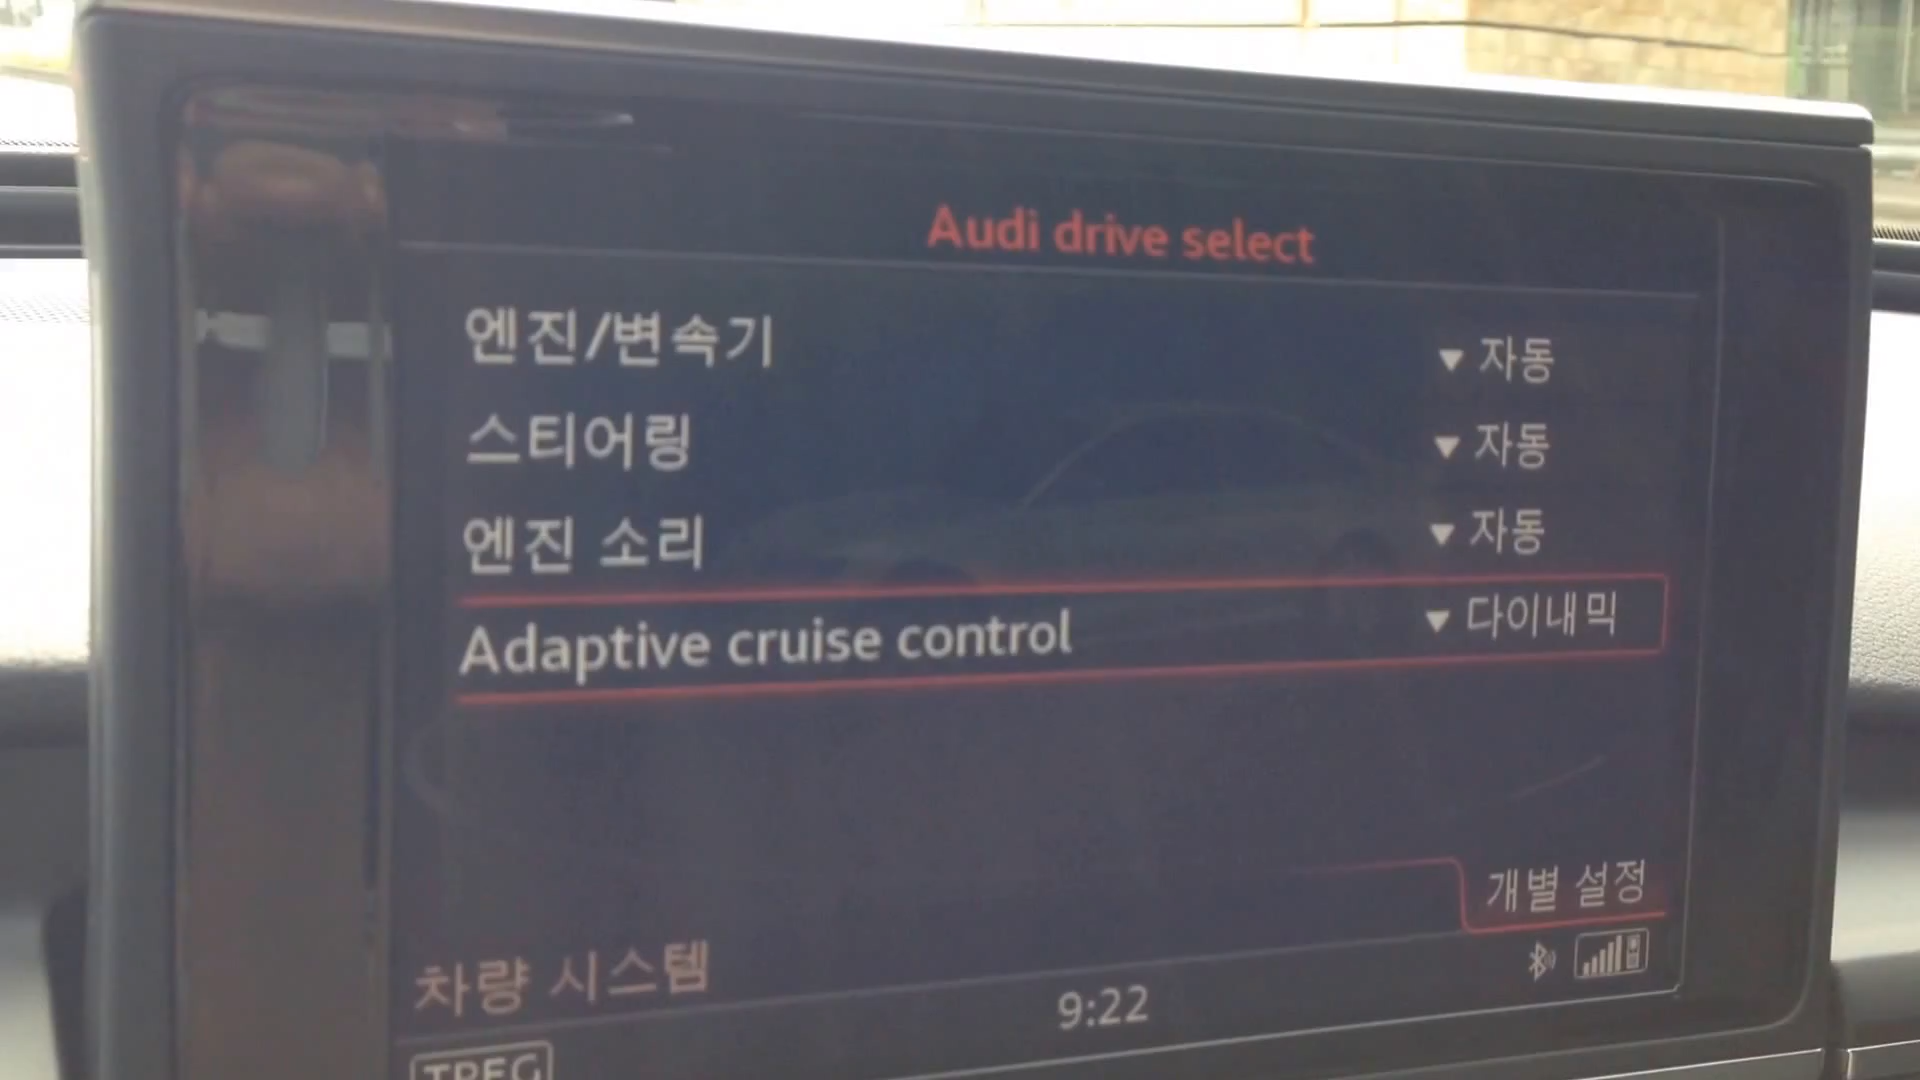 Audi drive select
엔진/변속기 ▼ 자동
스티어링 ▼ 자동
엔진 소리 ▼ 자동
Adaptive cruise control ▼ 다이내믹
개별 설정
차량 시스템
9:22
TPEG